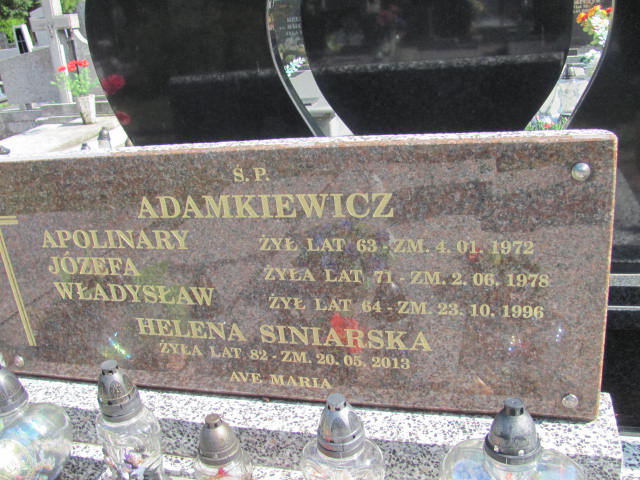 S.P.
ADAMKIEWICZ
APOLINARY ŻYŁ LAT 63 - ZM. 4. 01. 1972
JÓZEFA ŻYŁA LAT 71 - ZM. 2. 06. 1978
WŁADYSŁAW ŻYŁ LAT 64 - ZM. 23. 10. 1996
HELENA SINIARSKA
ŻYŁA LAT 82 - ZM. 20. 05. 2013
AVE MARIA